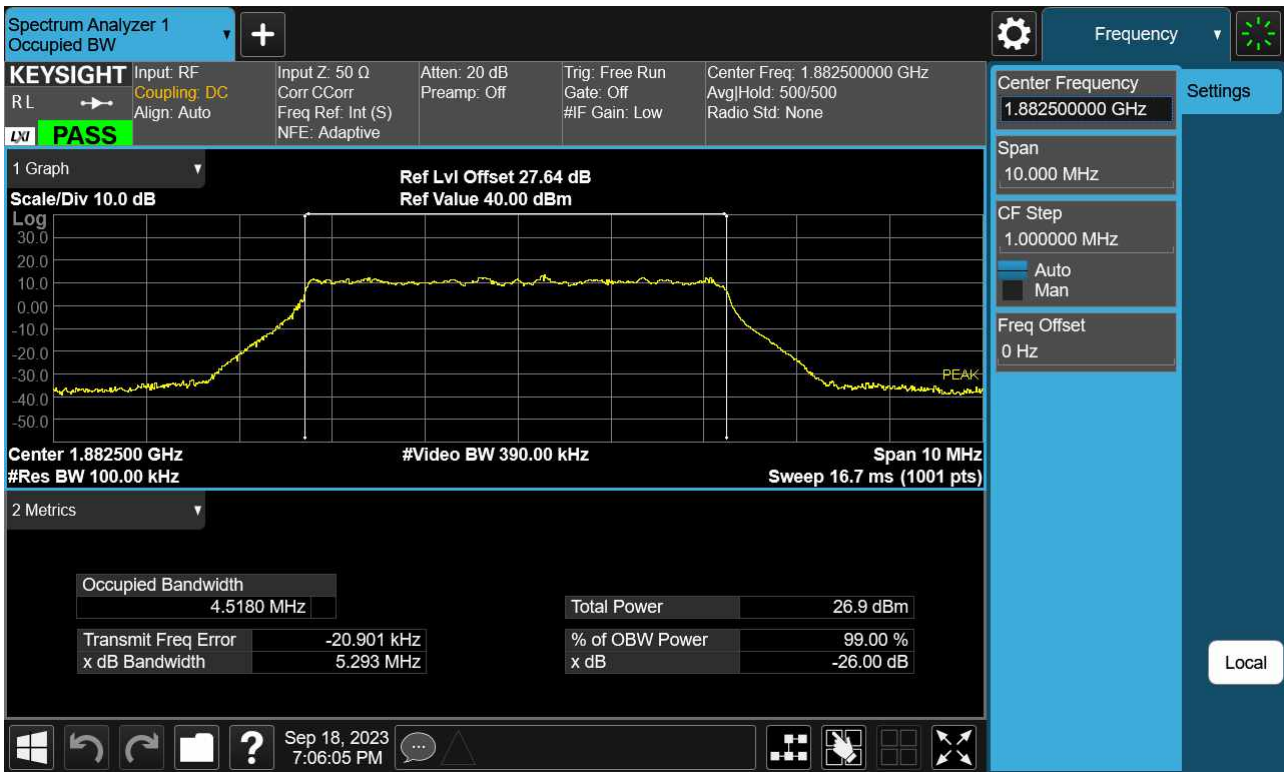 Spectrum Analyzer 1
Occupied BW
Frequency
KEYSIGHT
R L
LXI
PASS
Input: RF
Coupling: DC
Align: Auto
Input Z: 50 Ω
Corr CCorr
Freq Ref: Int (S)
NFE: Adaptive
Atten: 20 dB
Preamp: Off
Trig: Free Run
Gate: Off
#IF Gain: Low
Center Freq: 1.882500000 GHz
Avg|Hold: 500/500
Radio Std: None
Center Frequency
1.882500000 GHz
Settings
Span
10.000 MHz
CF Step
1.000000 MHz
Auto
Man
Freq Offset
0 Hz
1 Graph
Scale/Div 10.0 dB
Ref Lvl Offset 27.64 dB
Ref Value 40.00 dBm
Log
30.0
20.0
10.0
0.00
-10.0
-20.0
-30.0
-40.0
-50.0
PEAK
Center 1.882500 GHz
#Video BW 390.00 kHz
Span 10 MHz
#Res BW 100.00 kHz
Sweep 16.7 ms (1001 pts)
2 Metrics
Occupied Bandwidth
4.5180 MHz
Total Power 26.9 dBm
Transmit Freq Error -20.901 kHz
% of OBW Power 99.00 %
x dB Bandwidth 5.293 MHz
x dB -26.00 dB
Local
Sep 18, 2023
7:06:05 PM